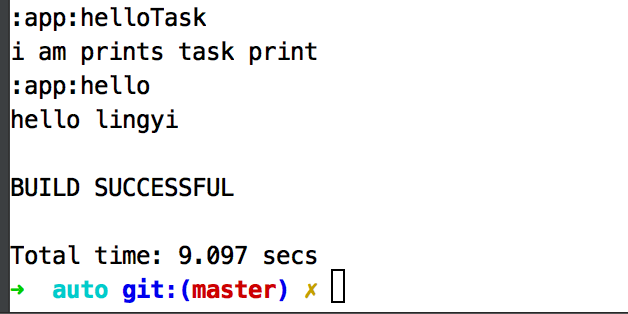 :app:helloTask
i am prints task print
:app:hello
hello lingyi
BUILD SUCCESSFUL
Total time: 9.097 secs
➜  auto git:(master) ✗